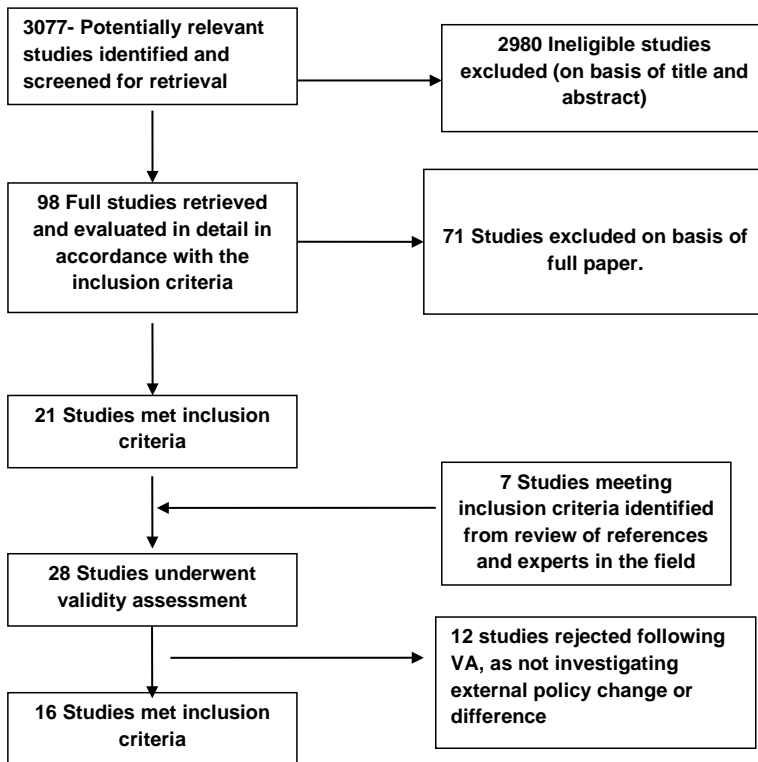 3077- Potentially relevant
studies identified and
screened for retrieval
2980 Ineligible studies
excluded (on basis of title and
abstract)
98 Full studies retrieved
and evaluated in detail in
accordance with the
inclusion criteria
71 Studies excluded on basis of
full paper.
21 Studies met inclusion
criteria
7 Studies meeting
inclusion criteria identified
from review of references
and experts in the field
28 Studies underwent
validity assessment
12 studies rejected following
VA, as not investigating
external policy change or
difference
16 Studies met inclusion
criteria